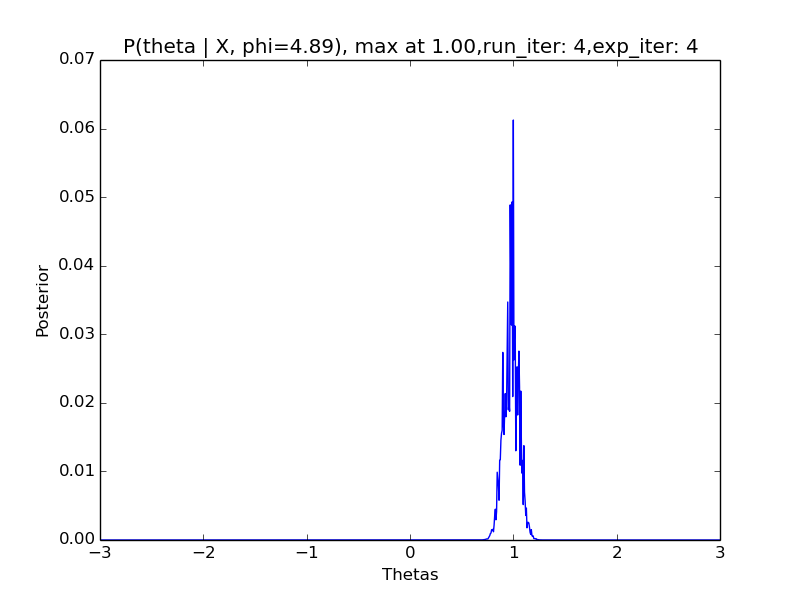 P(theta | X, phi=4.89), max at 1.00,run_iter: 4,exp_iter: 4
0.07
0.06
0.05
0.04
0.03
0.02
0.01
0.00
Posterior
−3 −2 −1 0 1 2 3
Thetas